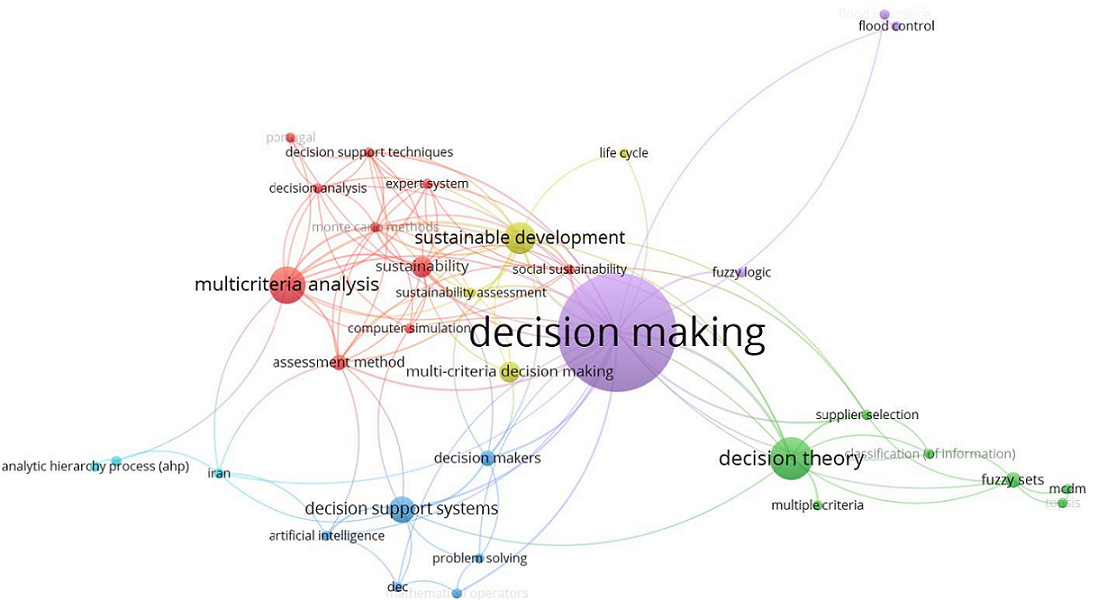 flood control
portugal
decision support techniques
life cycle
decision analysis
expert system
monte carlo methods
sustainable development
sustainability
social sustainability
fuzzy logic
multicriteria analysis
sustainability assessment
computer simulation
decision making
assessment method
multi-criteria decision making
supplier selection
classification (of information)
decision theory
decision makers
analytic hierarchy process (ahp)
iran
fuzzy sets
mcdm
topsis
multiple criteria
decision support systems
artificial intelligence
problem solving
dec
mathematical operators